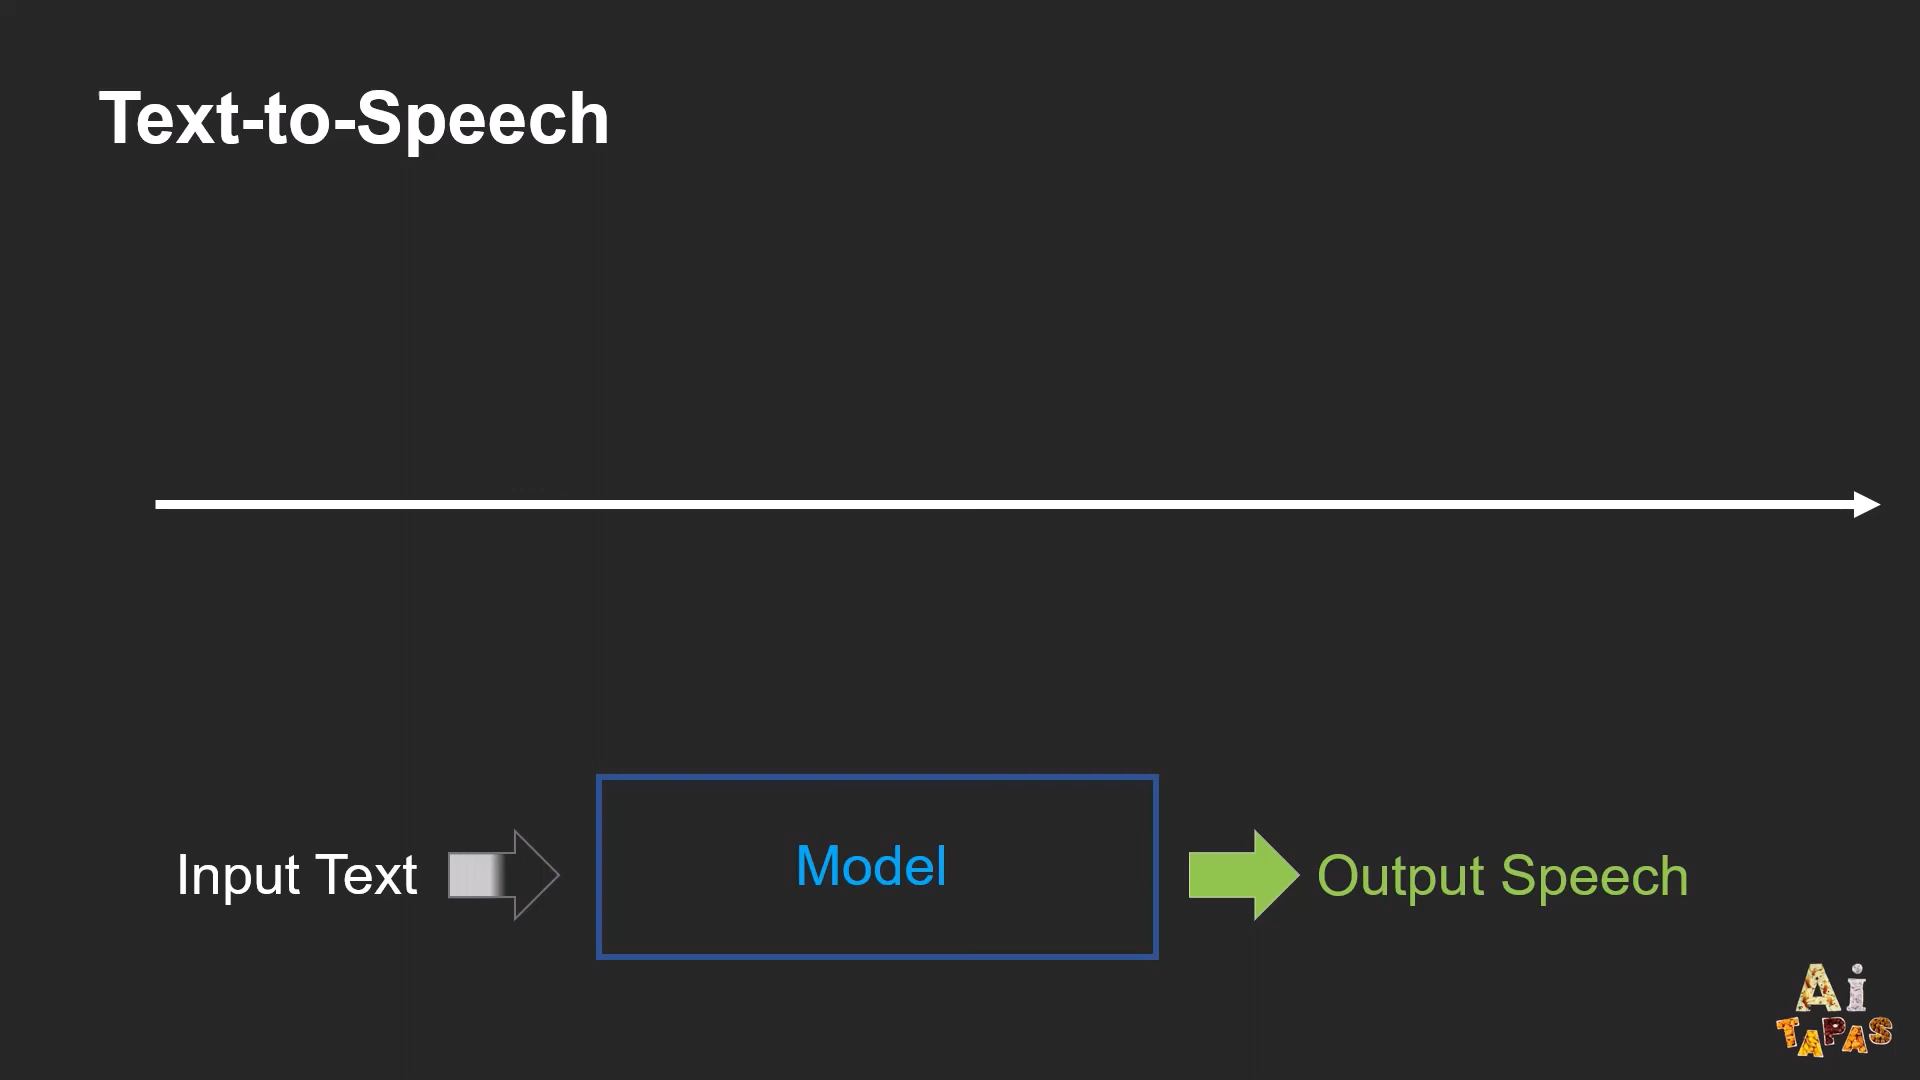 Text-to-Speech
Input Text
Model
Output Speech
Ai
TAPAS